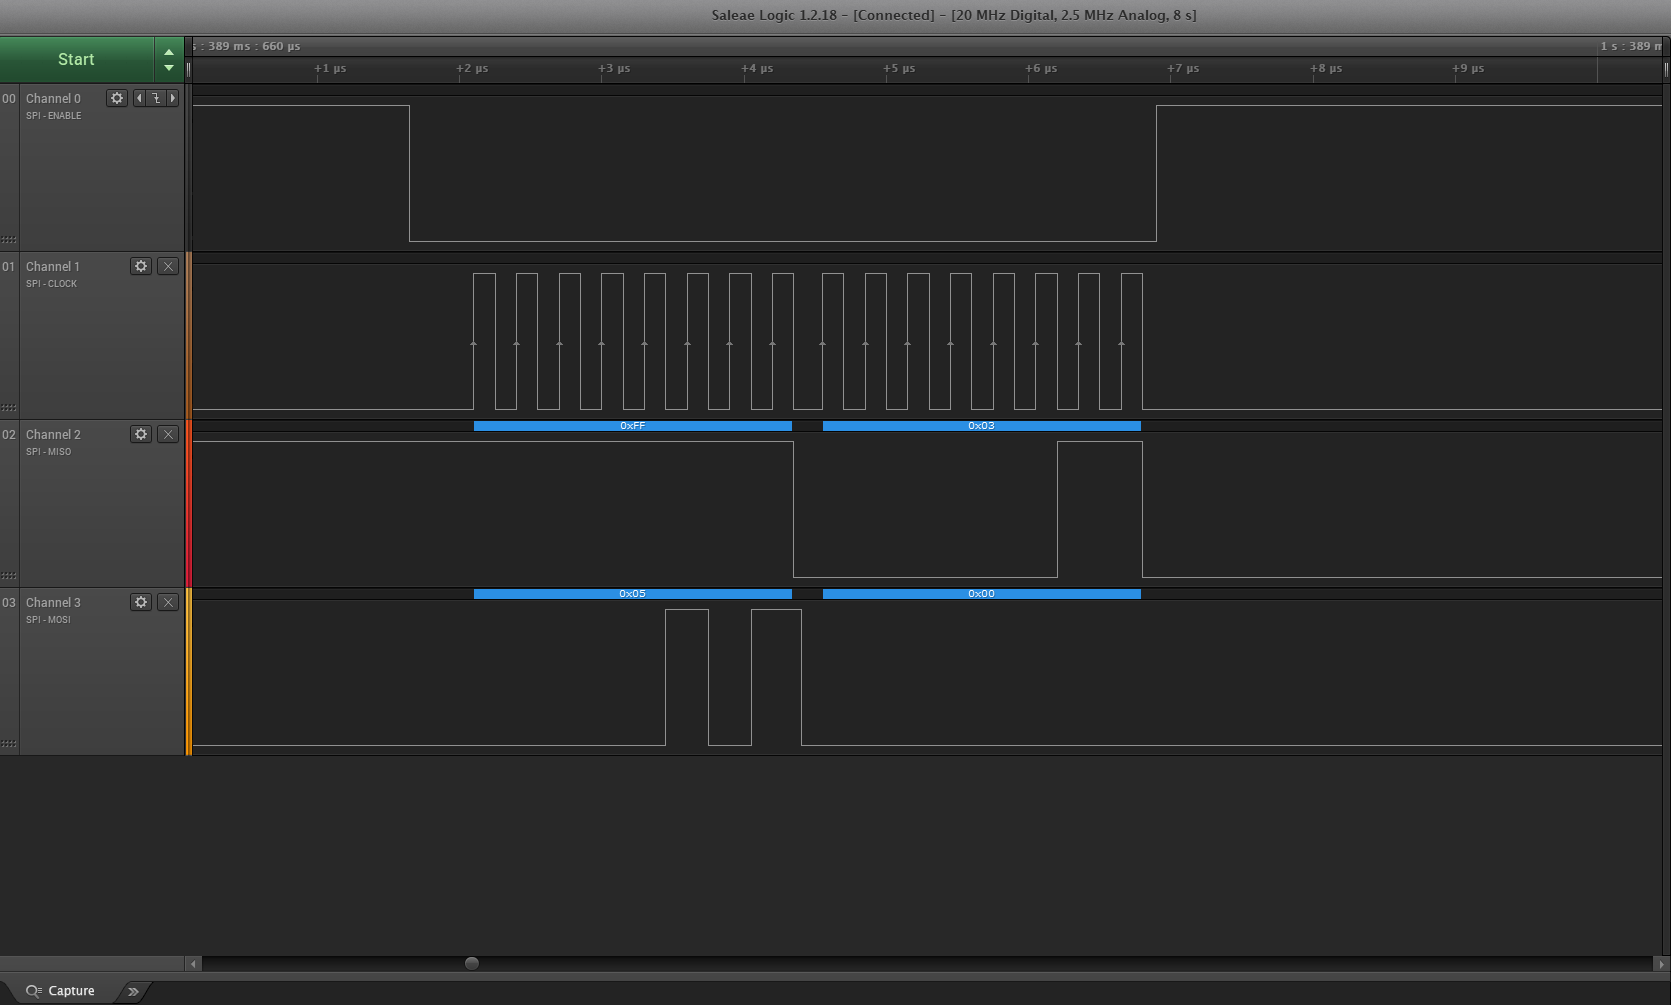 Saleae Logic 1.2.18 - [Connected] - [20 MHz Digital, 2.5 MHz Analog, 8 s]
Start
s : 389 ms : 660 µs
1 s : 389 m
+1 µs +2 µs +3 µs +4 µs +5 µs +6 µs +7 µs +8 µs +9 µs
00 Channel 0
SPI - ENABLE
01 Channel 1
SPI - CLOCK
0xFF 0x03
02 Channel 2
SPI - MISO
0x05 0x00
03 Channel 3
SPI - MOSI
Capture